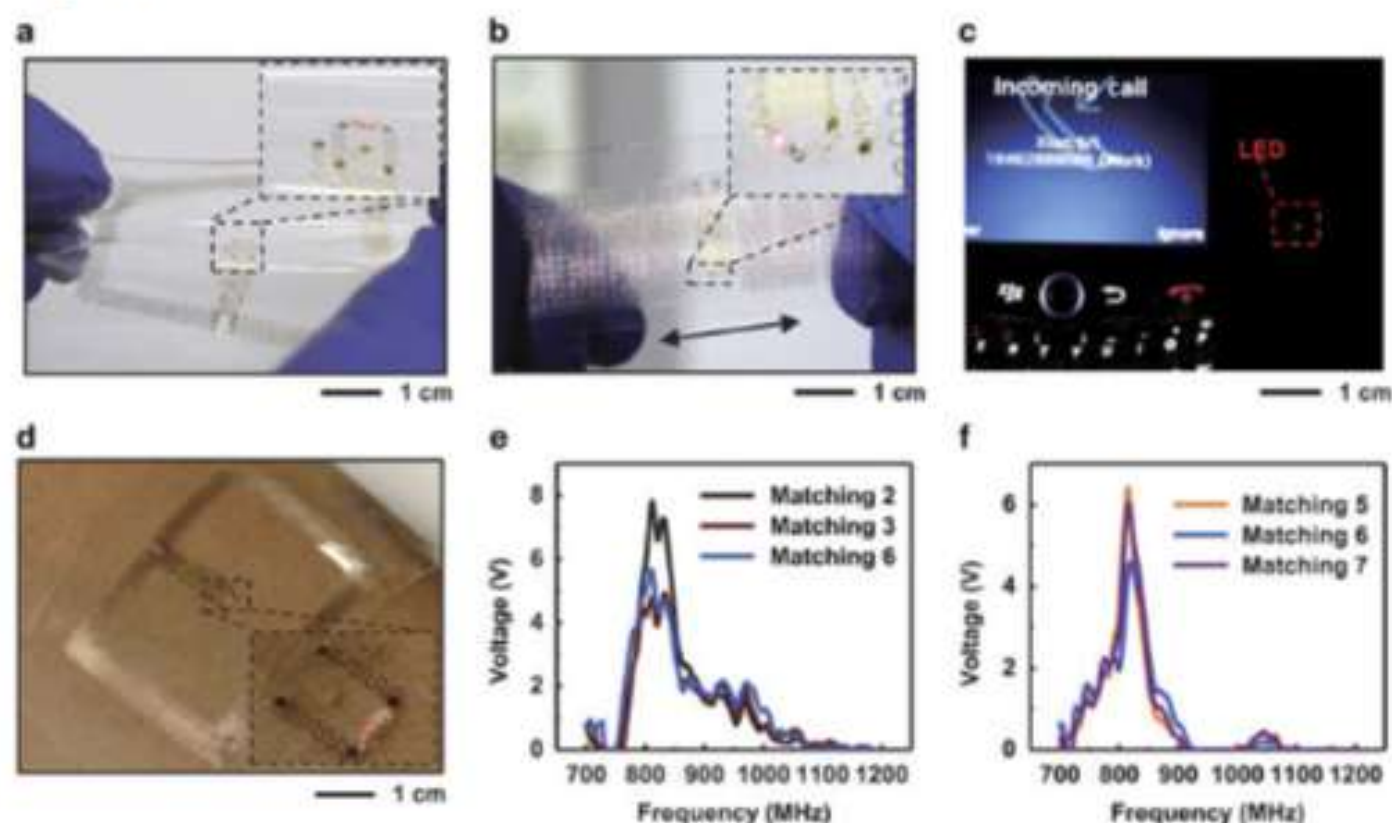 a
b
c
Incoming call
(Work)
Ignore
LED
1 cm
1 cm
1 cm
d
1 cm
e
Voltage (V)
8
6
4
2
0
Matching 2
Matching 3
Matching 6
700 800 900 1000 1100 1200
Frequency (MHz)
f
Voltage (V)
6
4
2
0
Matching 5
Matching 6
Matching 7
700 800 900 1000 1100 1200
Frequency (MHz)